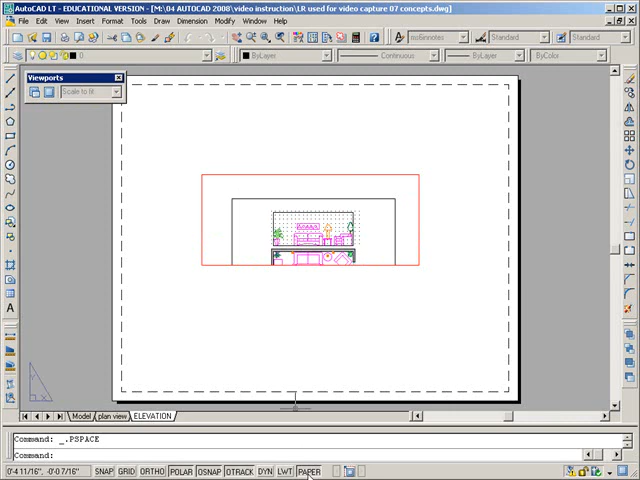 AutoCAD LT - EDUCATIONAL VERSION - [M:\04 AUTOCAD 2008\video instruction\LR used for video capture 07 concepts.dwg]
File Edit View Insert Format Tools Draw Dimension Modify Window Help
Standard Standard
0 ByLayer ByLayer ByLayer ByColor
Viewports
Scale to fit
X
A
Model plan view ELEVATION
Command: _.PSPACE
Command:
SNAP GRID ORTHO POLAR OSNAP OTRACK DYN LWT PAPER